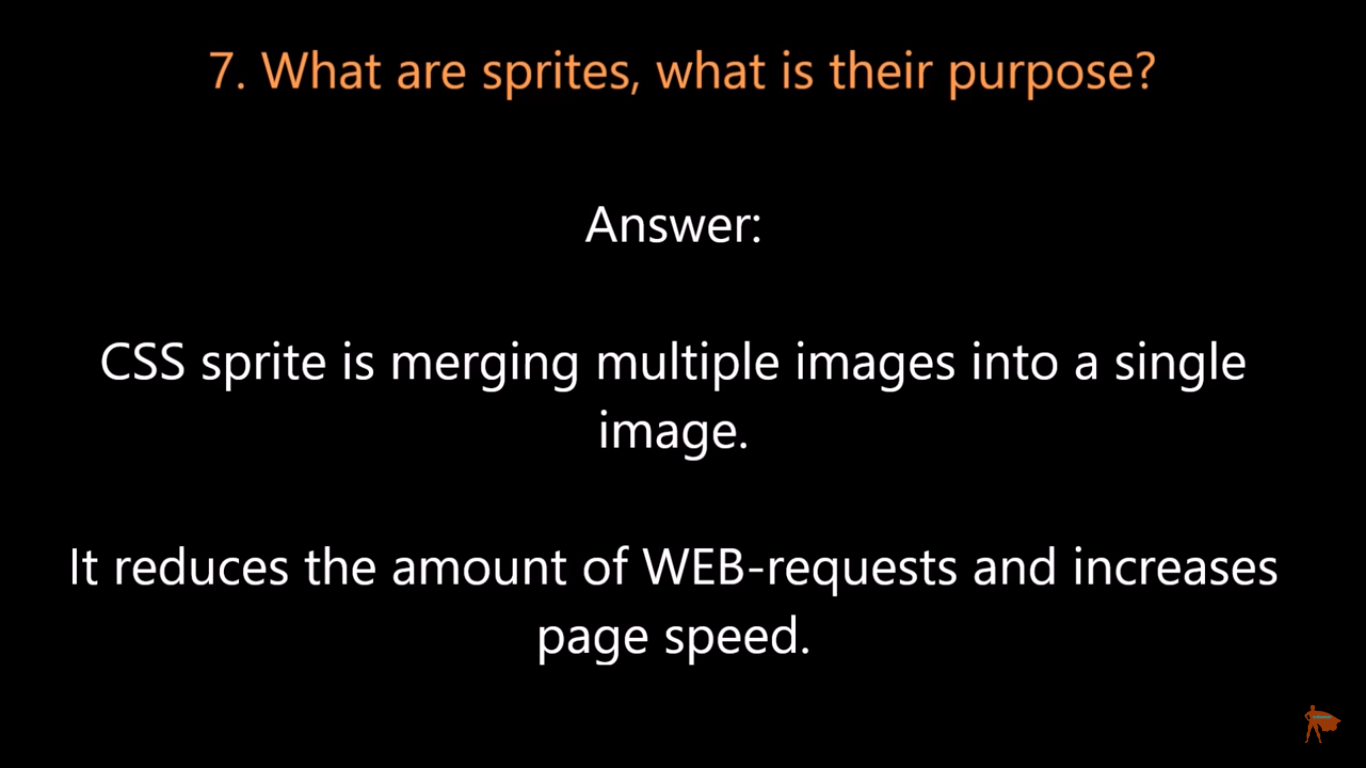 7. What are sprites, what is their purpose?
Answer:
CSS sprite is merging multiple images into a single
image.
It reduces the amount of WEB-requests and increases
page speed.